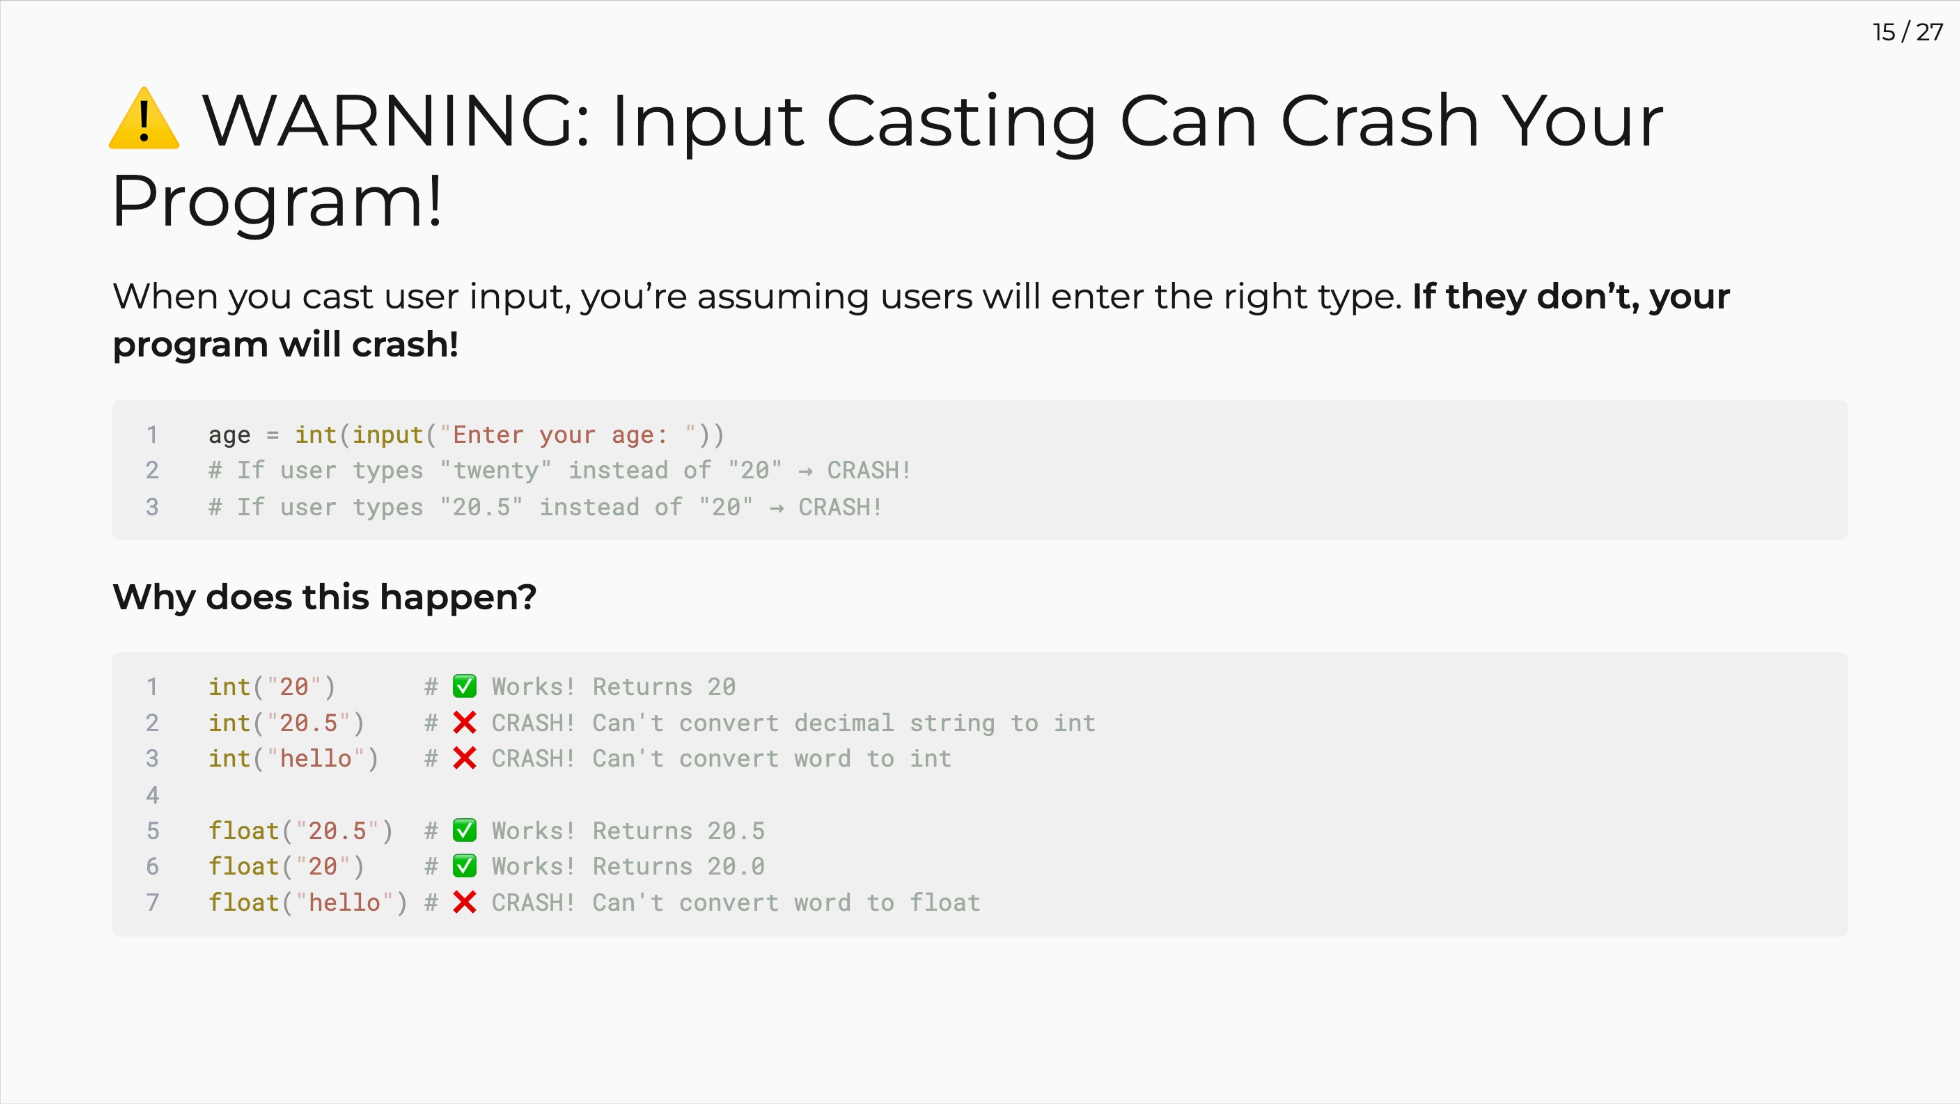 15 / 27
⚠️ WARNING: Input Casting Can Crash Your
Program!
When you cast user input, you’re assuming users will enter the right type. If they don’t, your
program will crash!
1 age = int(input("Enter your age: "))
2 # If user types "twenty" instead of "20" → CRASH!
3 # If user types "20.5" instead of "20" → CRASH!
Why does this happen?
1 int("20")      # ✅ Works! Returns 20
2 int("20.5")    # ❌ CRASH! Can't convert decimal string to int
3 int("hello")   # ❌ CRASH! Can't convert word to int
4
5 float("20.5")  # ✅ Works! Returns 20.5
6 float("20")    # ✅ Works! Returns 20.0
7 float("hello") # ❌ CRASH! Can't convert word to float